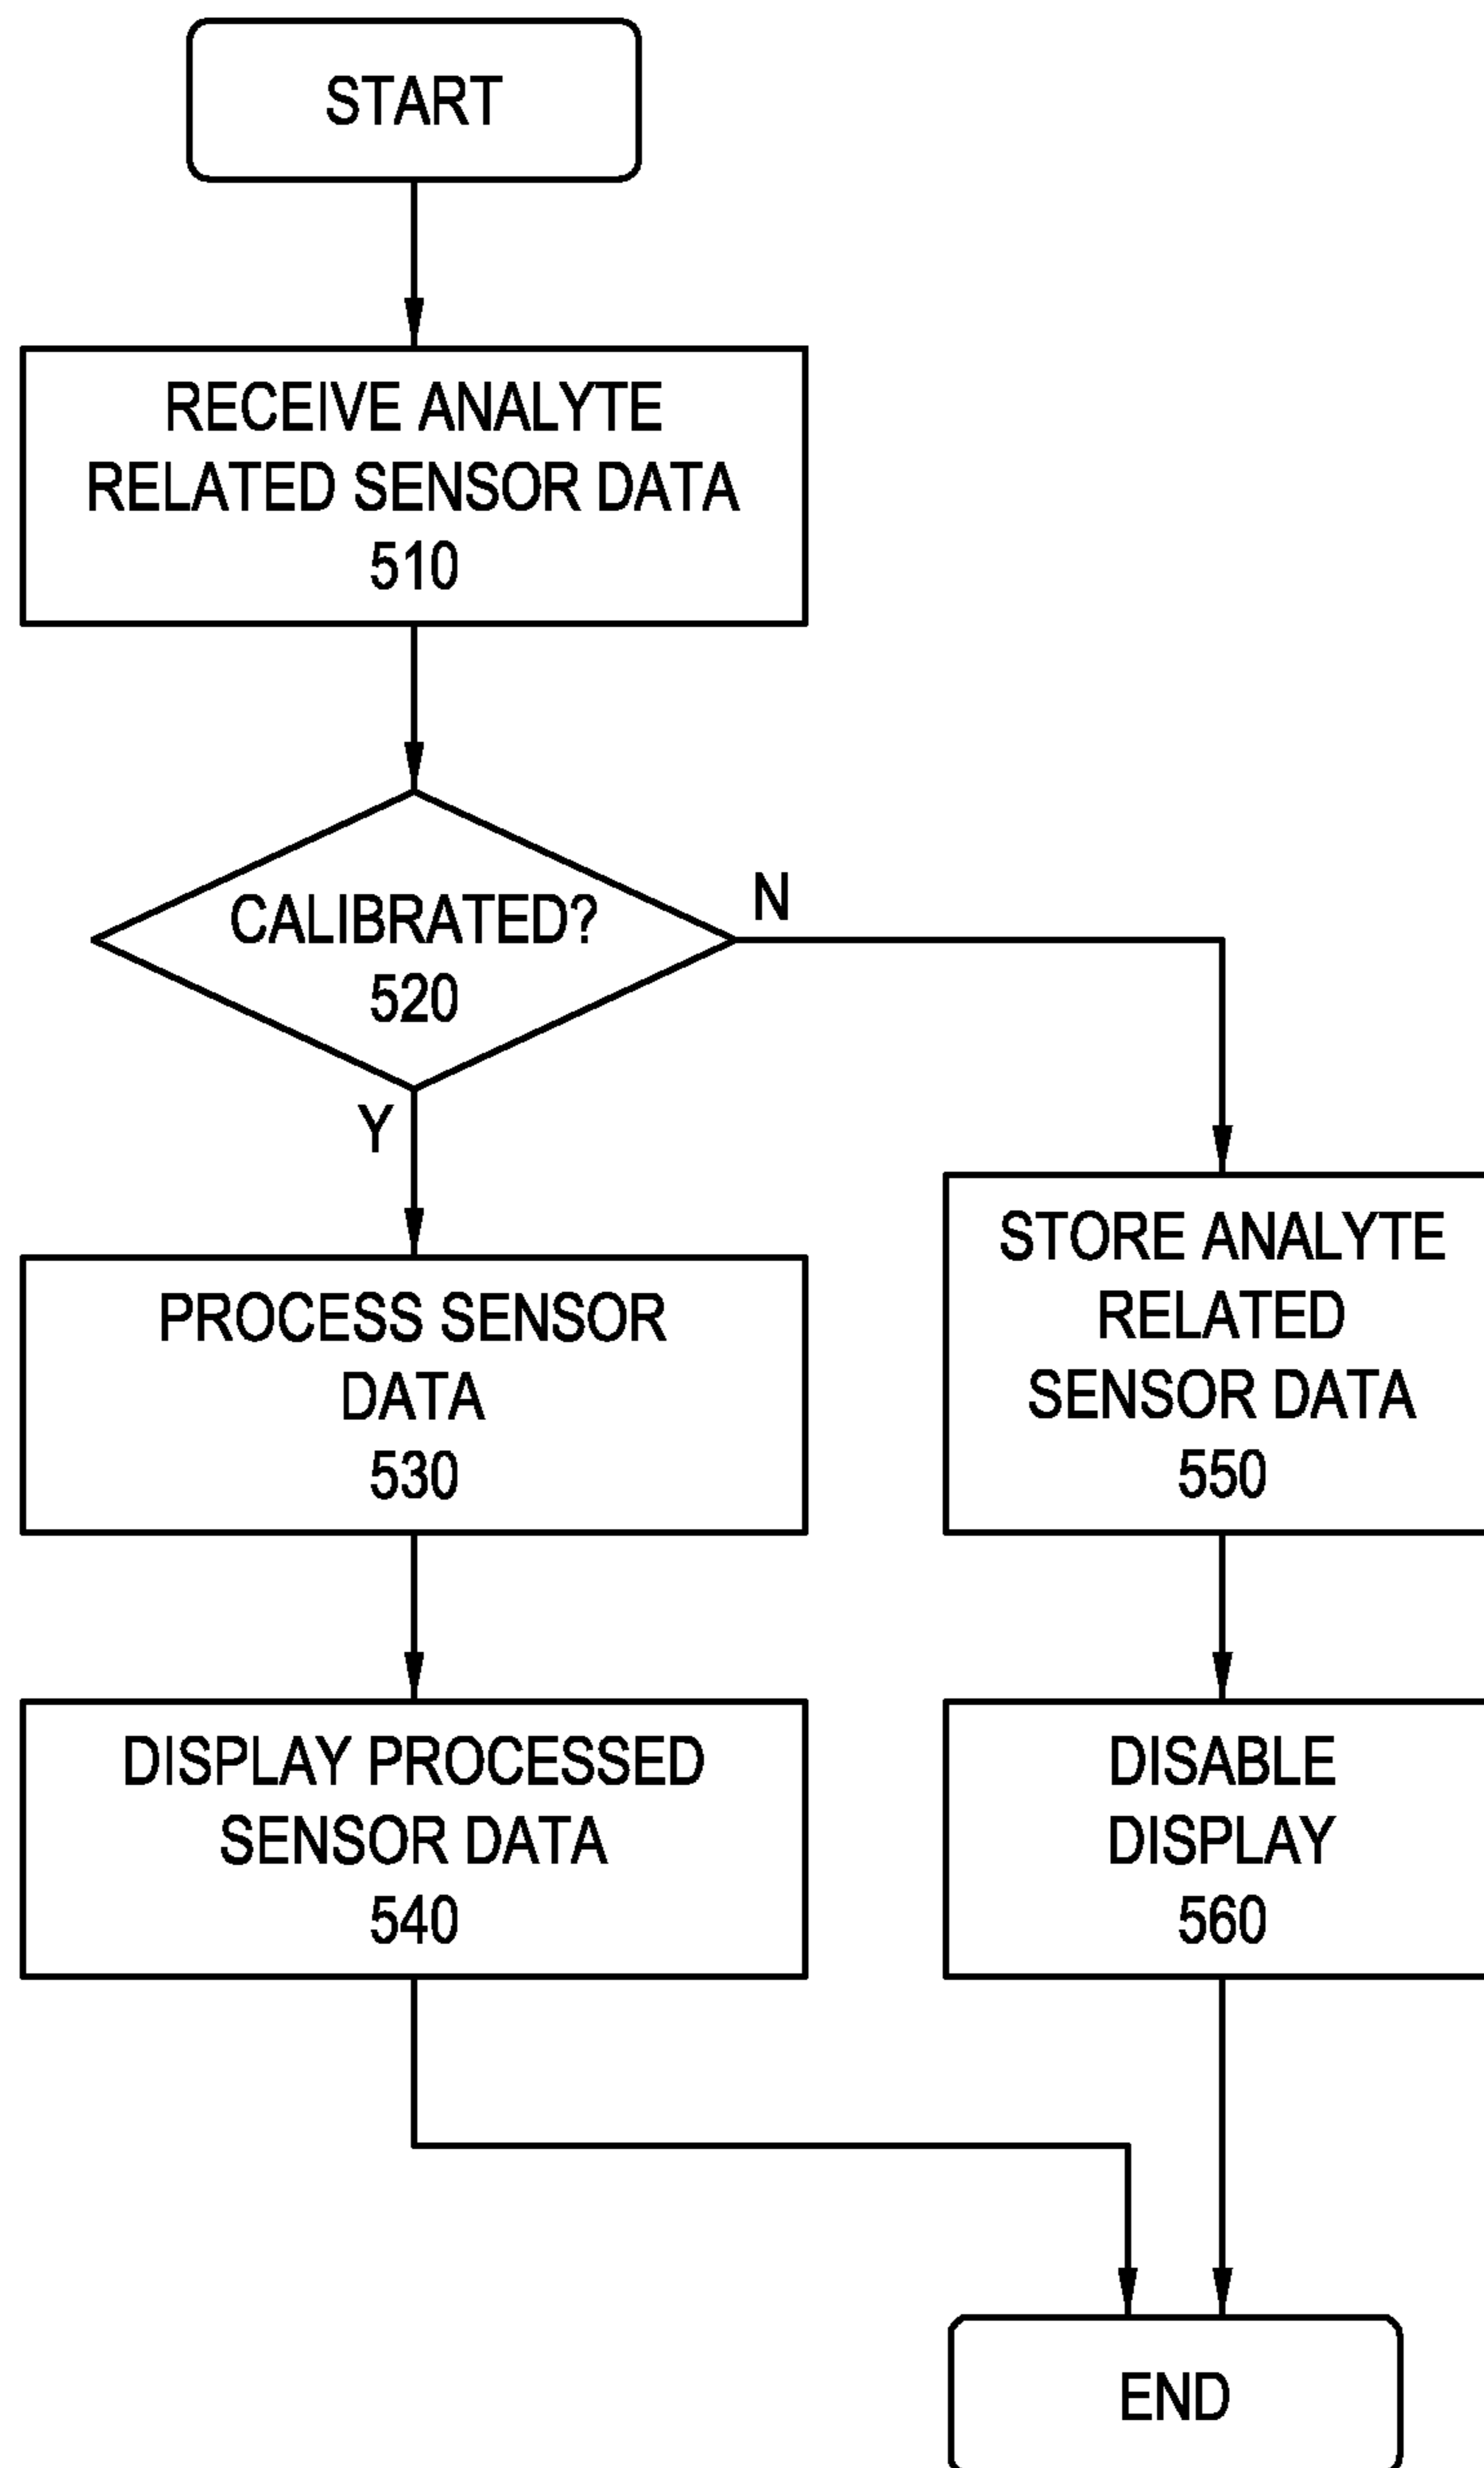 START
RECEIVE ANALYTE
RELATED SENSOR DATA
510
CALIBRATED?
520
N
Y
PROCESS SENSOR
DATA
530
STORE ANALYTE
RELATED
SENSOR DATA
550
DISPLAY PROCESSED
SENSOR DATA
540
DISABLE
DISPLAY
560
END